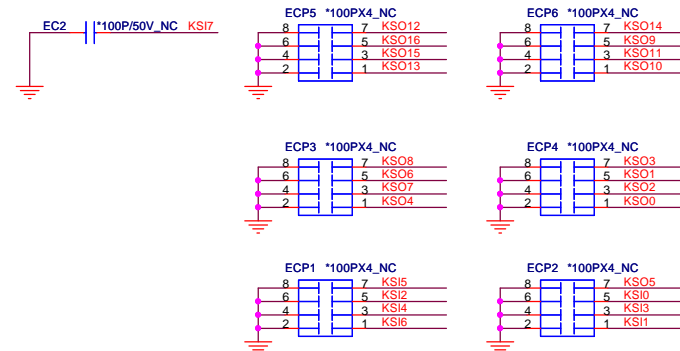 EC2 *100P/50V_NC KSI7
ECP5 *100PX4_NC
8 7 KSO12
6 5 KSO16
4 3 KSO15
2 1 KSO13
ECP6 *100PX4_NC
8 7 KSO14
6 5 KSO9
4 3 KSO11
2 1 KSO10
ECP3 *100PX4_NC
8 7 KSO8
6 5 KSO6
4 3 KSO7
2 1 KSO4
ECP4 *100PX4_NC
8 7 KSO3
6 5 KSO1
4 3 KSO2
2 1 KSO0
ECP1 *100PX4_NC
8 7 KSI5
6 5 KSI2
4 3 KSI4
2 1 KSI6
ECP2 *100PX4_NC
8 7 KSO5
6 5 KSI0
4 3 KSI3
2 1 KSI1